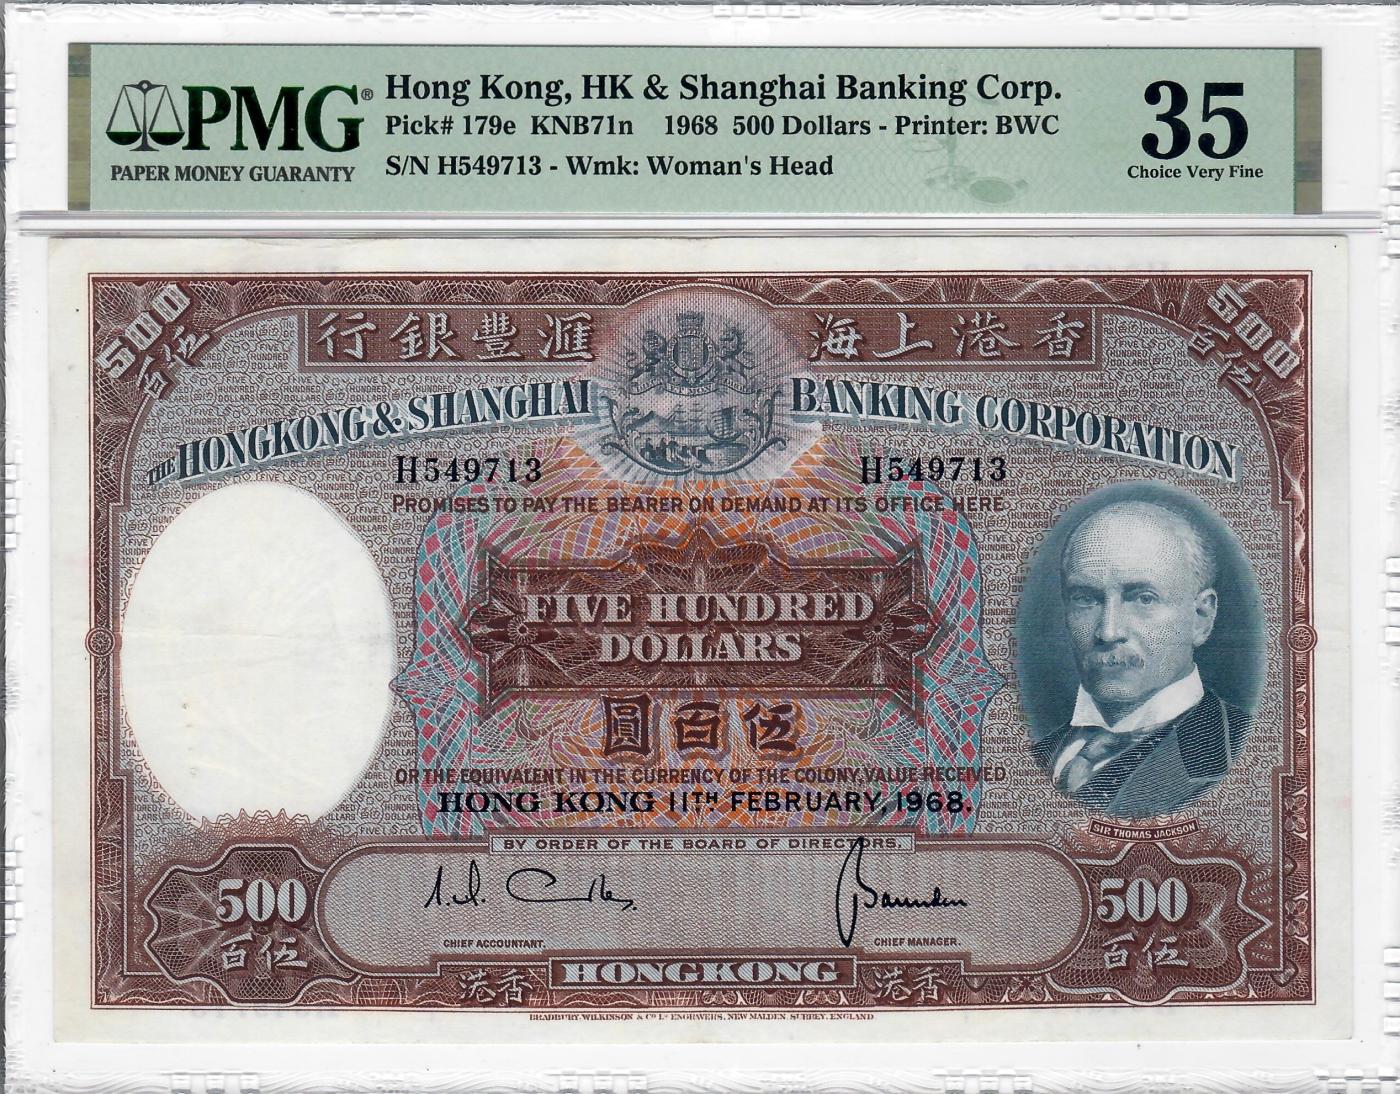 PMG®
PAPER MONEY GUARANTY
Hong Kong, HK & Shanghai Banking Corp.
Pick# 179e KNB71n 1968 500 Dollars - Printer: BWC
S/N H549713 - Wmk: Woman's Head
35
Choice Very Fine
500
伍百
500
伍百
行銀豐滙 海上港香
THE HONGKONG & SHANGHAI BANKING CORPORATION
H549713 H549713
PROMISES TO PAY THE BEARER ON DEMAND AT ITS OFFICE HERE
FIVE HUNDRED
DOLLARS
圓百伍
OR THE EQUIVALENT IN THE CURRENCY OF THE COLONY, VALUE RECEIVED
HONG KONG 11TH FEBRUARY, 1968.
SIR THOMAS JACKSON
BY ORDER OF THE BOARD OF DIRECTORS.
500 500
百伍 百伍
CHIEF ACCOUNTANT. CHIEF MANAGER.
港香 HONGKONG 港香
BRADBURY, WILKINSON & Co Ld ENGRAVERS, NEW MALDEN, SURREY, ENGLAND